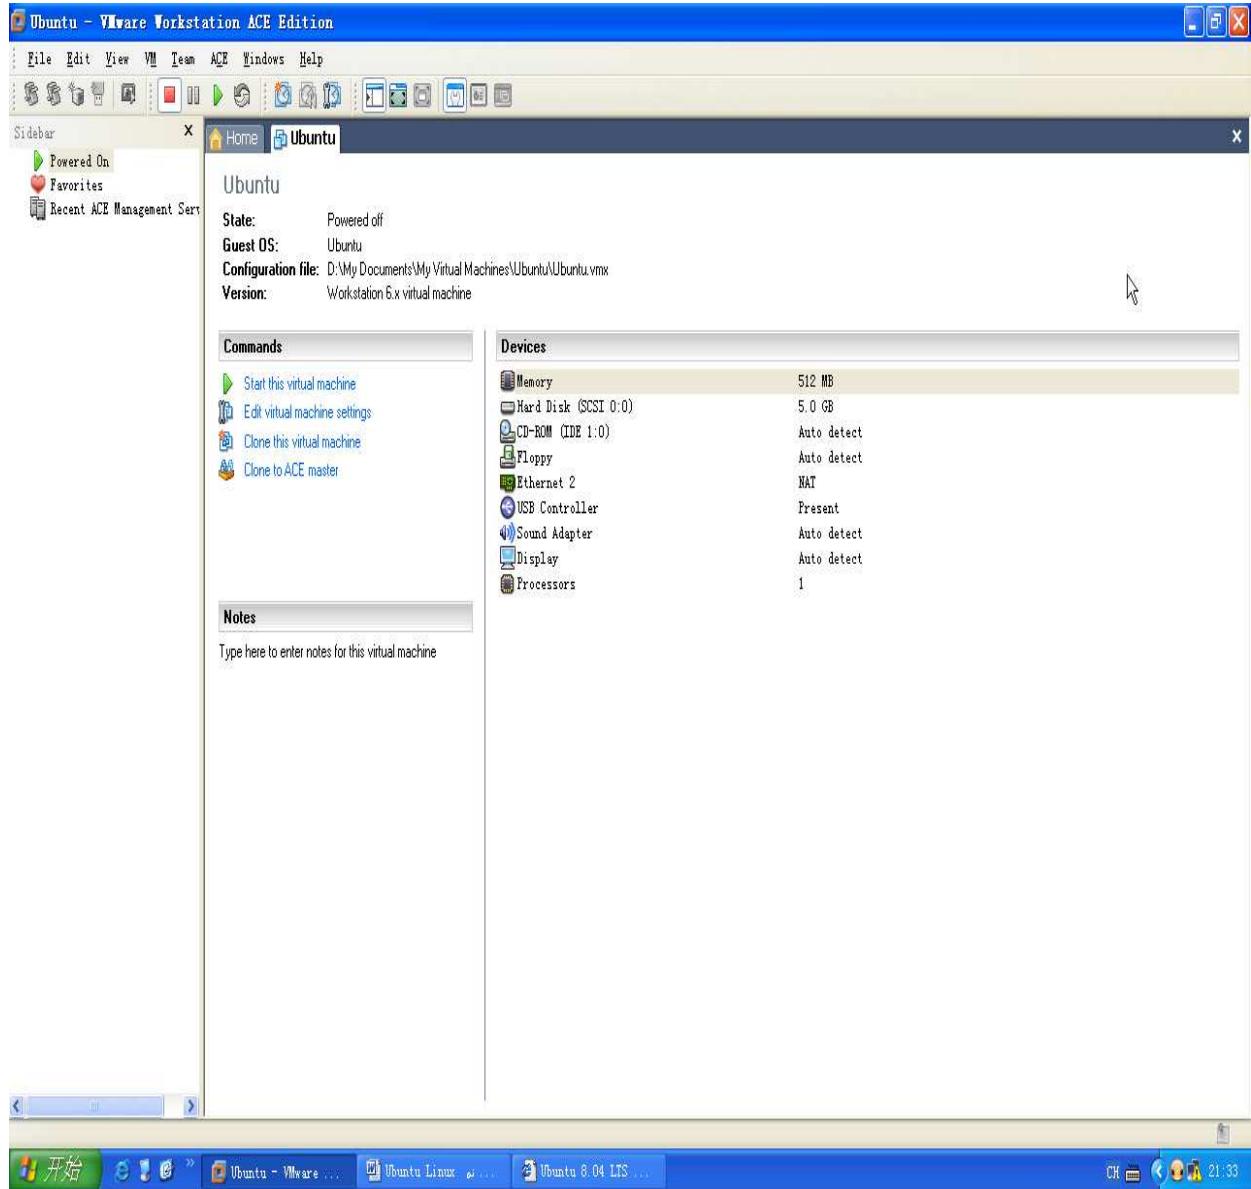 Ubuntu - VMware Workstation ACE Edition
File Edit View VM Team ACE Windows Help
Sidebar X
Home Ubuntu x
Powered On
Favorites
Recent ACE Management Serv
Ubuntu
State: Powered off
Guest OS: Ubuntu
Configuration file: D:\My Documents\My Virtual Machines\Ubuntu\Ubuntu.vmx
Version: Workstation 6.x virtual machine
Commands
Start this virtual machine
Edit virtual machine settings
Clone this virtual machine
Clone to ACE master
Notes
Type here to enter notes for this virtual machine
Devices
Memory 512 MB
Hard Disk (SCSI 0:0) 5.0 GB
CD-ROM (IDE 1:0) Auto detect
Floppy Auto detect
Ethernet 2 NAT
USB Controller Present
Sound Adapter Auto detect
Display Auto detect
Processors 1
开始 Ubuntu - VMware ... Ubuntu Linux ... Ubuntu 8.04 LTS ... CH 21:33